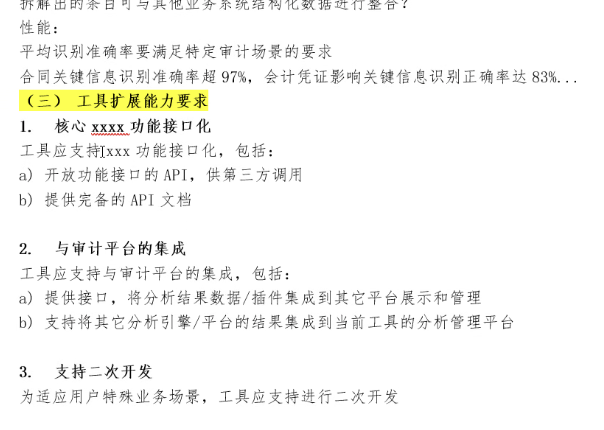 拆解出的条目可与其他业务系统结构化数据进行整合?
性能:
平均识别准确率要满足特定审计场景的要求
合同关键信息识别准确率超 97%, 会计凭证影响关键信息识别正确率达 83%...
(三) 工具扩展能力要求
1. 核心 xxxx 功能接口化
工具应支持xxx 功能接口化, 包括:
a) 开放功能接口的 API, 供第三方调用
b) 提供完备的 API 文档
2. 与审计平台的集成
工具应支持与审计平台的集成, 包括:
a) 提供接口, 将分析结果数据/插件集成到其它平台展示和管理
b) 支持将其它分析引擎/平台的结果集成到当前工具的分析管理平台
3. 支持二次开发
为适应用户特殊业务场景, 工具应支持进行二次开发